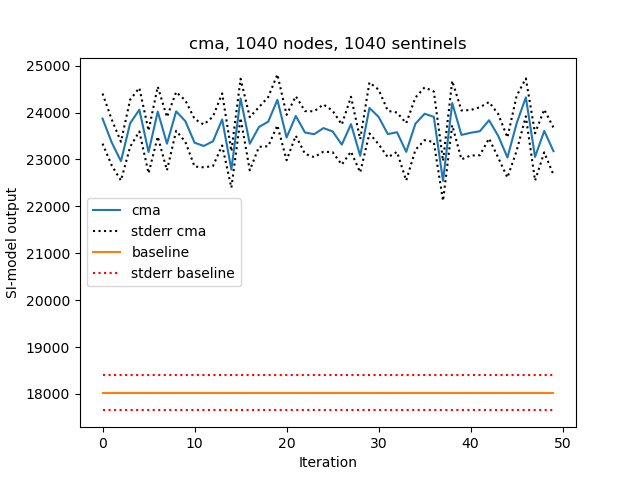 cma, 1040 nodes, 1040 sentinels
25000
24000
23000
22000
21000
20000
19000
18000
SI-model output
cma
stderr cma
baseline
stderr baseline
0 10 20 30 40 50
Iteration